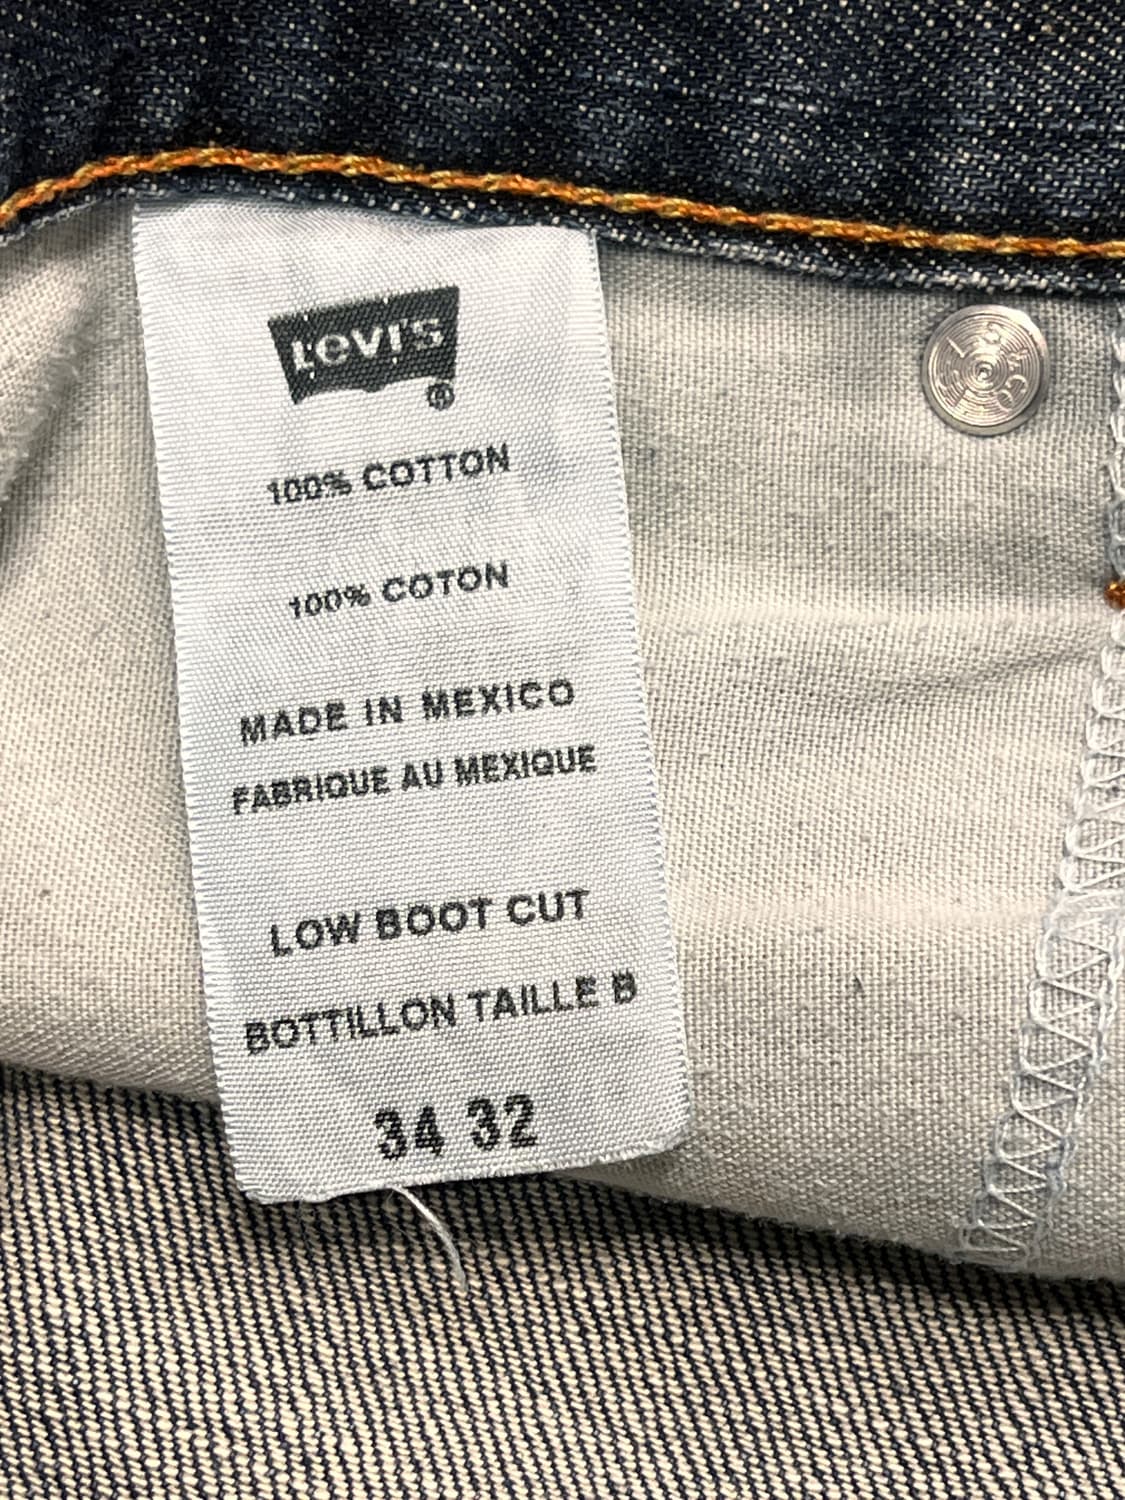 Levi's
®
100% COTTON
100% COTON
MADE IN MEXICO
FABRIQUE AU MEXIQUE
LOW BOOT CUT
BOTTILLON TAILLE B
34 32